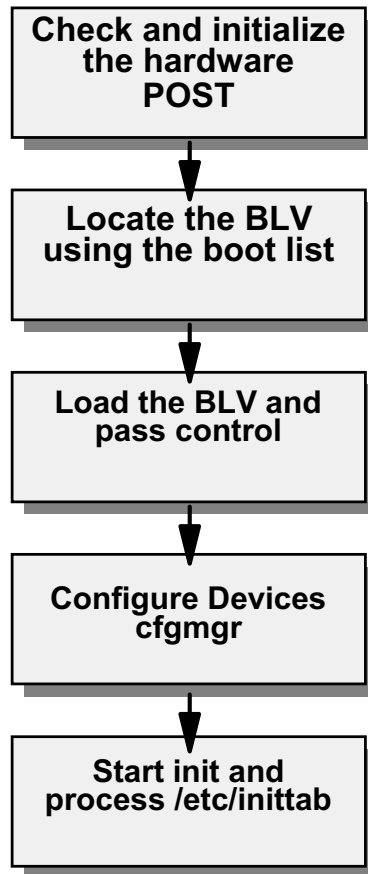 Check and initialize
the hardware
POST
Locate the BLV
using the boot list
Load the BLV and
pass control
Configure Devices
cfgmgr
Start init and
process /etc/inittab